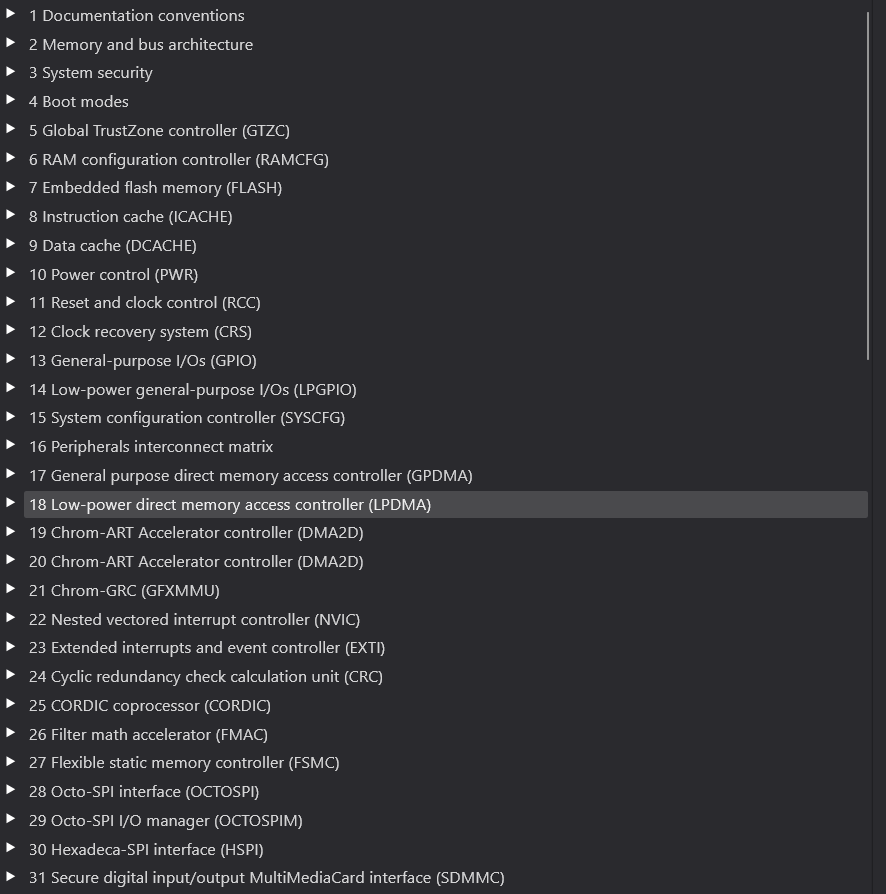 1 Documentation conventions
2 Memory and bus architecture
3 System security
4 Boot modes
5 Global TrustZone controller (GTZC)
6 RAM configuration controller (RAMCFG)
7 Embedded flash memory (FLASH)
8 Instruction cache (ICACHE)
9 Data cache (DCACHE)
10 Power control (PWR)
11 Reset and clock control (RCC)
12 Clock recovery system (CRS)
13 General-purpose I/Os (GPIO)
14 Low-power general-purpose I/Os (LPGPIO)
15 System configuration controller (SYSCFG)
16 Peripherals interconnect matrix
17 General purpose direct memory access controller (GPDMA)
18 Low-power direct memory access controller (LPDMA)
19 Chrom-ART Accelerator controller (DMA2D)
20 Chrom-ART Accelerator controller (DMA2D)
21 Chrom-GRC (GFXMMU)
22 Nested vectored interrupt controller (NVIC)
23 Extended interrupts and event controller (EXTI)
24 Cyclic redundancy check calculation unit (CRC)
25 CORDIC coprocessor (CORDIC)
26 Filter math accelerator (FMAC)
27 Flexible static memory controller (FSMC)
28 Octo-SPI interface (OCTOSPI)
29 Octo-SPI I/O manager (OCTOSPIM)
30 Hexadeca-SPI interface (HSPI)
31 Secure digital input/output MultiMediaCard interface (SDMMC)